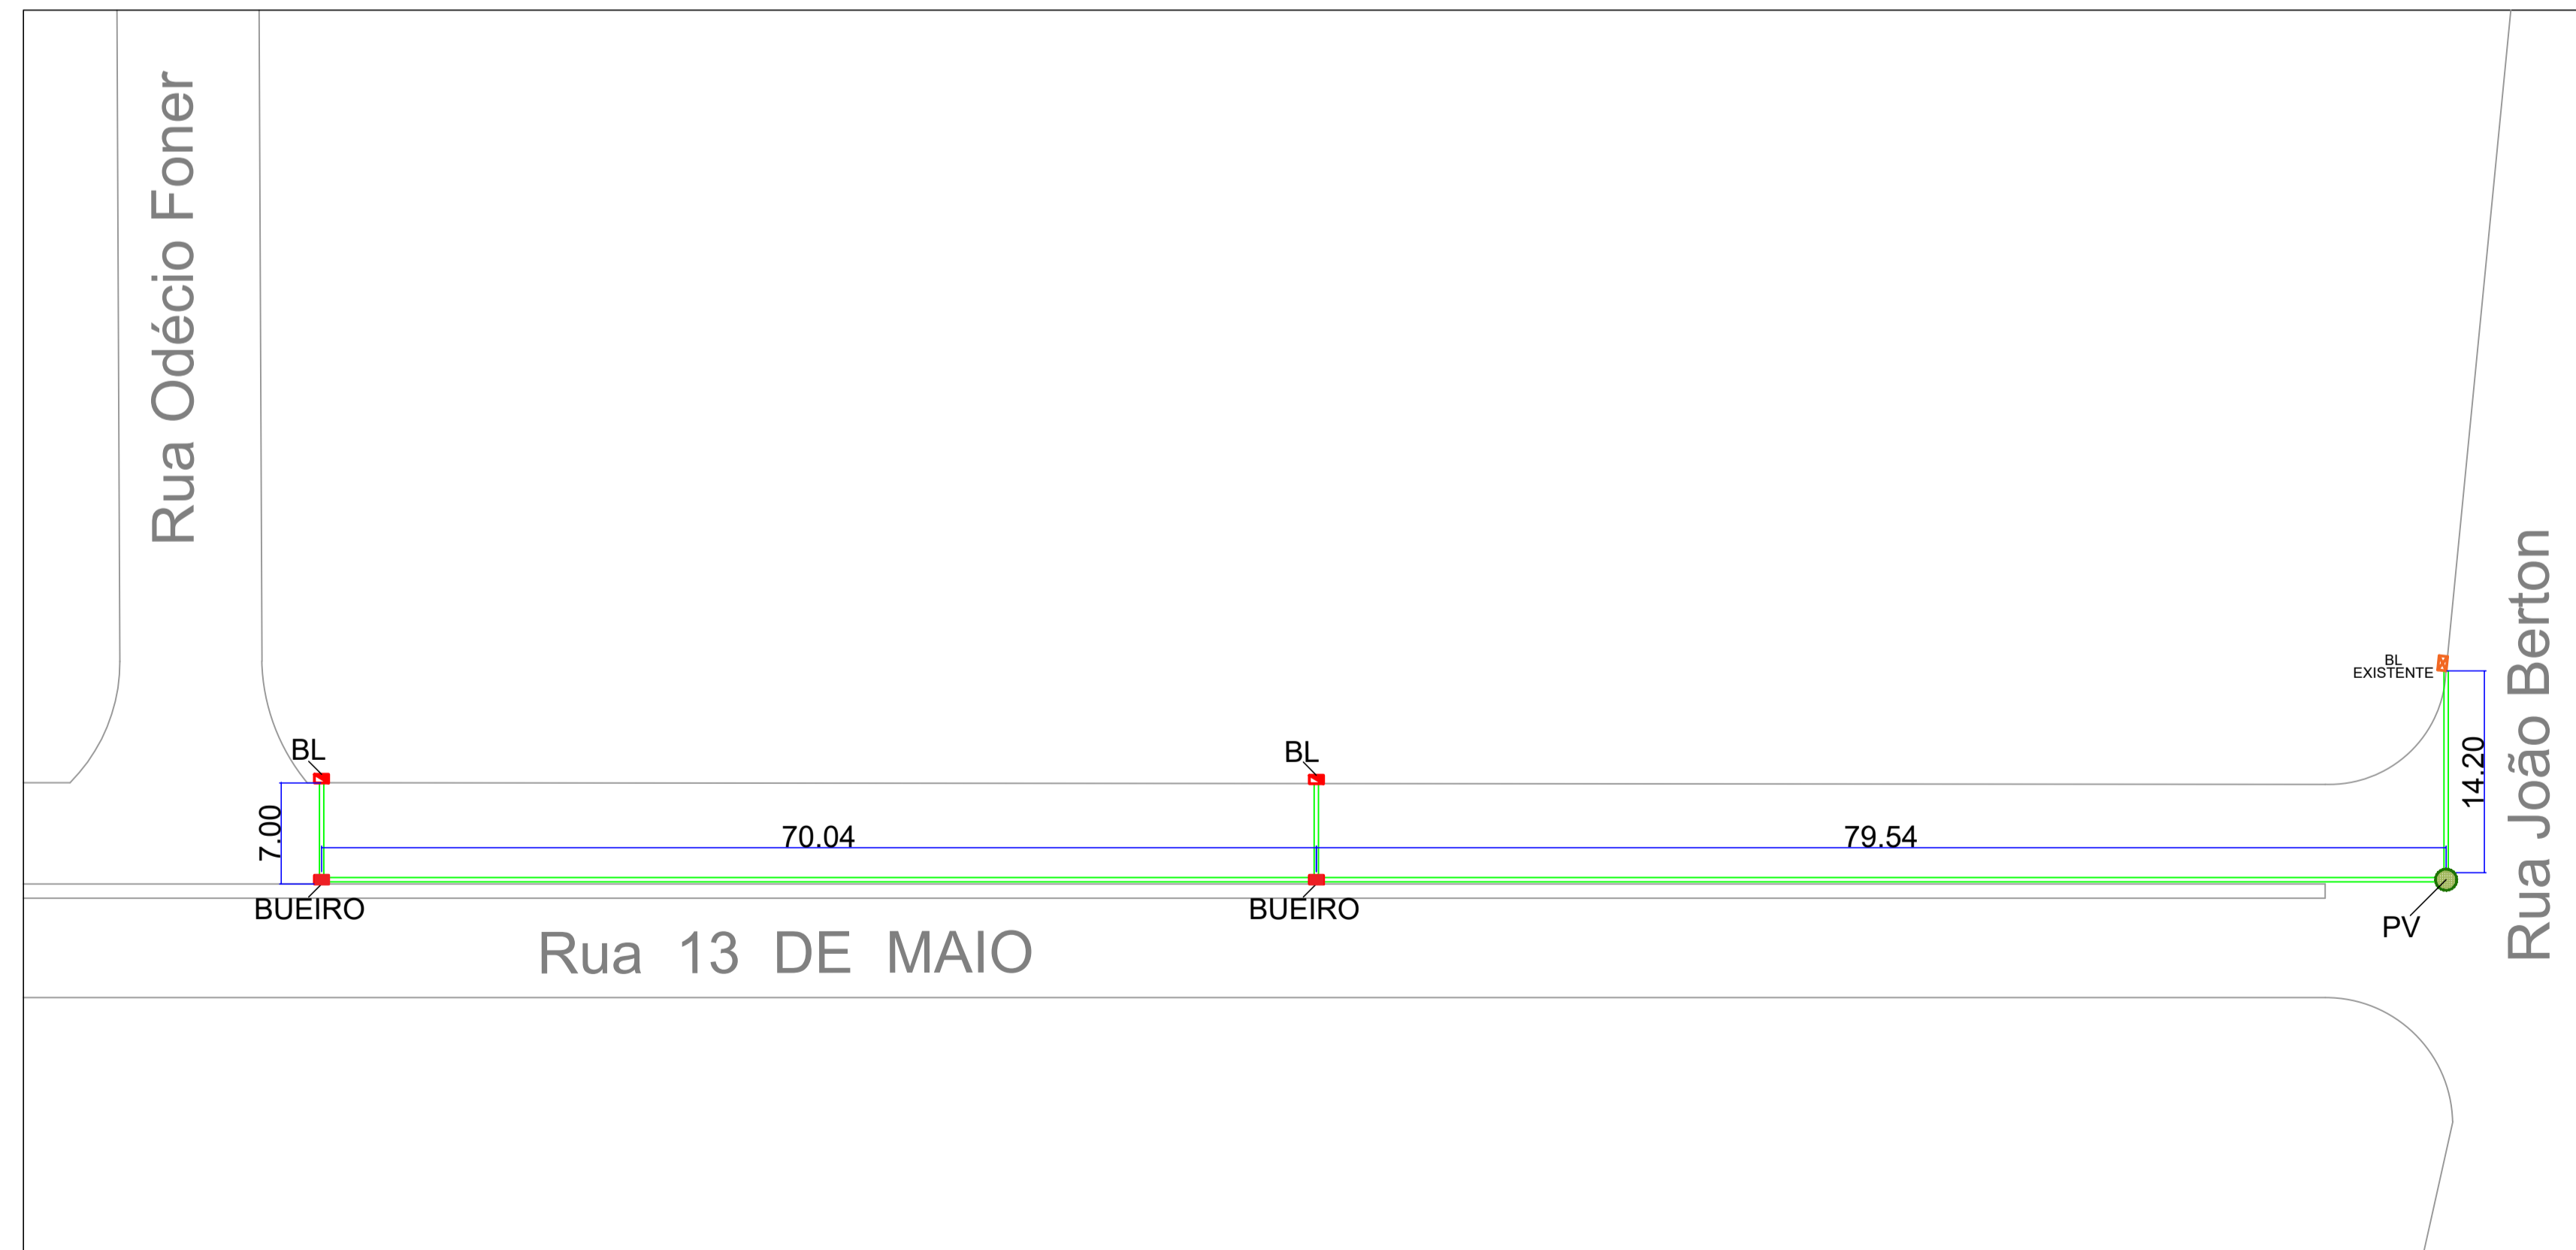 Rua Odécio Foner
BL
EXISTENTE
BL
BL
7.00
70.04
79.54
14.20
Rua João Berton
BUEIRO
BUEIRO
PV
Rua 13 DE MAIO